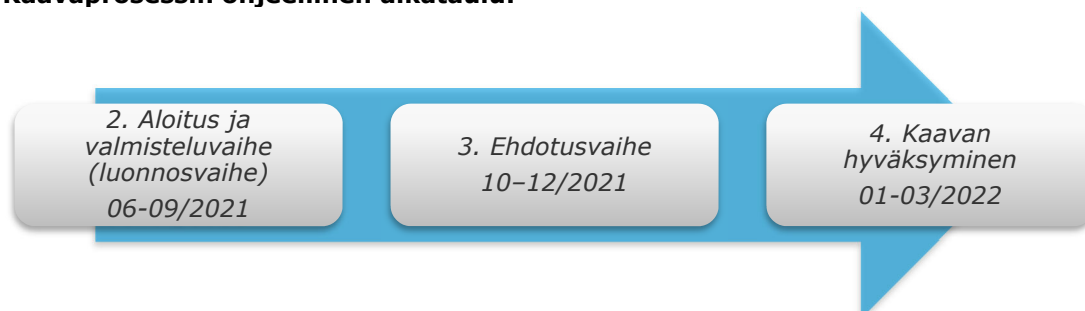 Kaavaprosessin ohjeellinen aikataulu:
2. Aloitus ja
valmisteluvaihe
(luonnosvaihe)
06-09/2021
3. Ehdotusvaihe
10–12/2021
4. Kaavan
hyväksyminen
01-03/2022